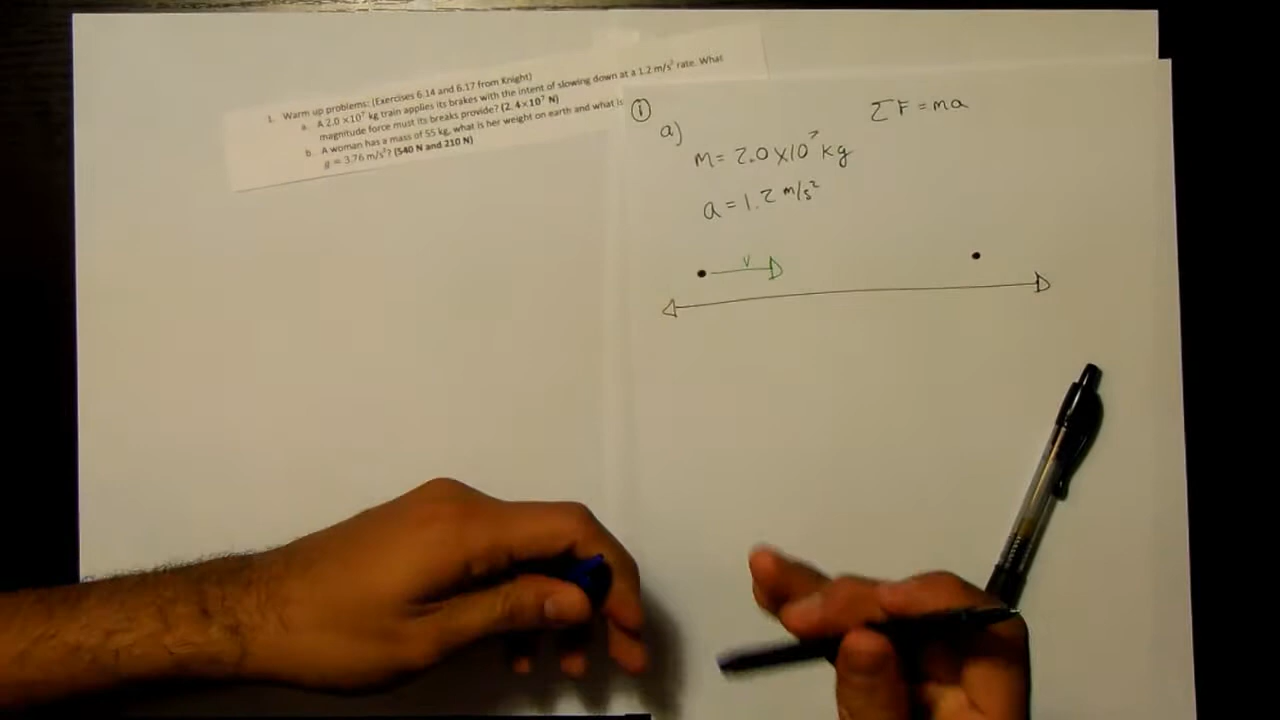 1. Warm up problems: (Exercises 6.14 and 6.17 from Knight)
a. A 2.0 ×10⁷ kg train applies its brakes with the intent of slowing down at a 1.2 m/s² rate. What
magnitude force must its breaks provide? (2.4×10⁷ N)
b. A woman has a mass of 55 kg, what is her weight on earth and what is
g = 3.76 m/s²? (540 N and 210 N)
①
a)
ΣF = ma
m = 2.0 X10⁷ kg
a = 1.2 m/s²
v